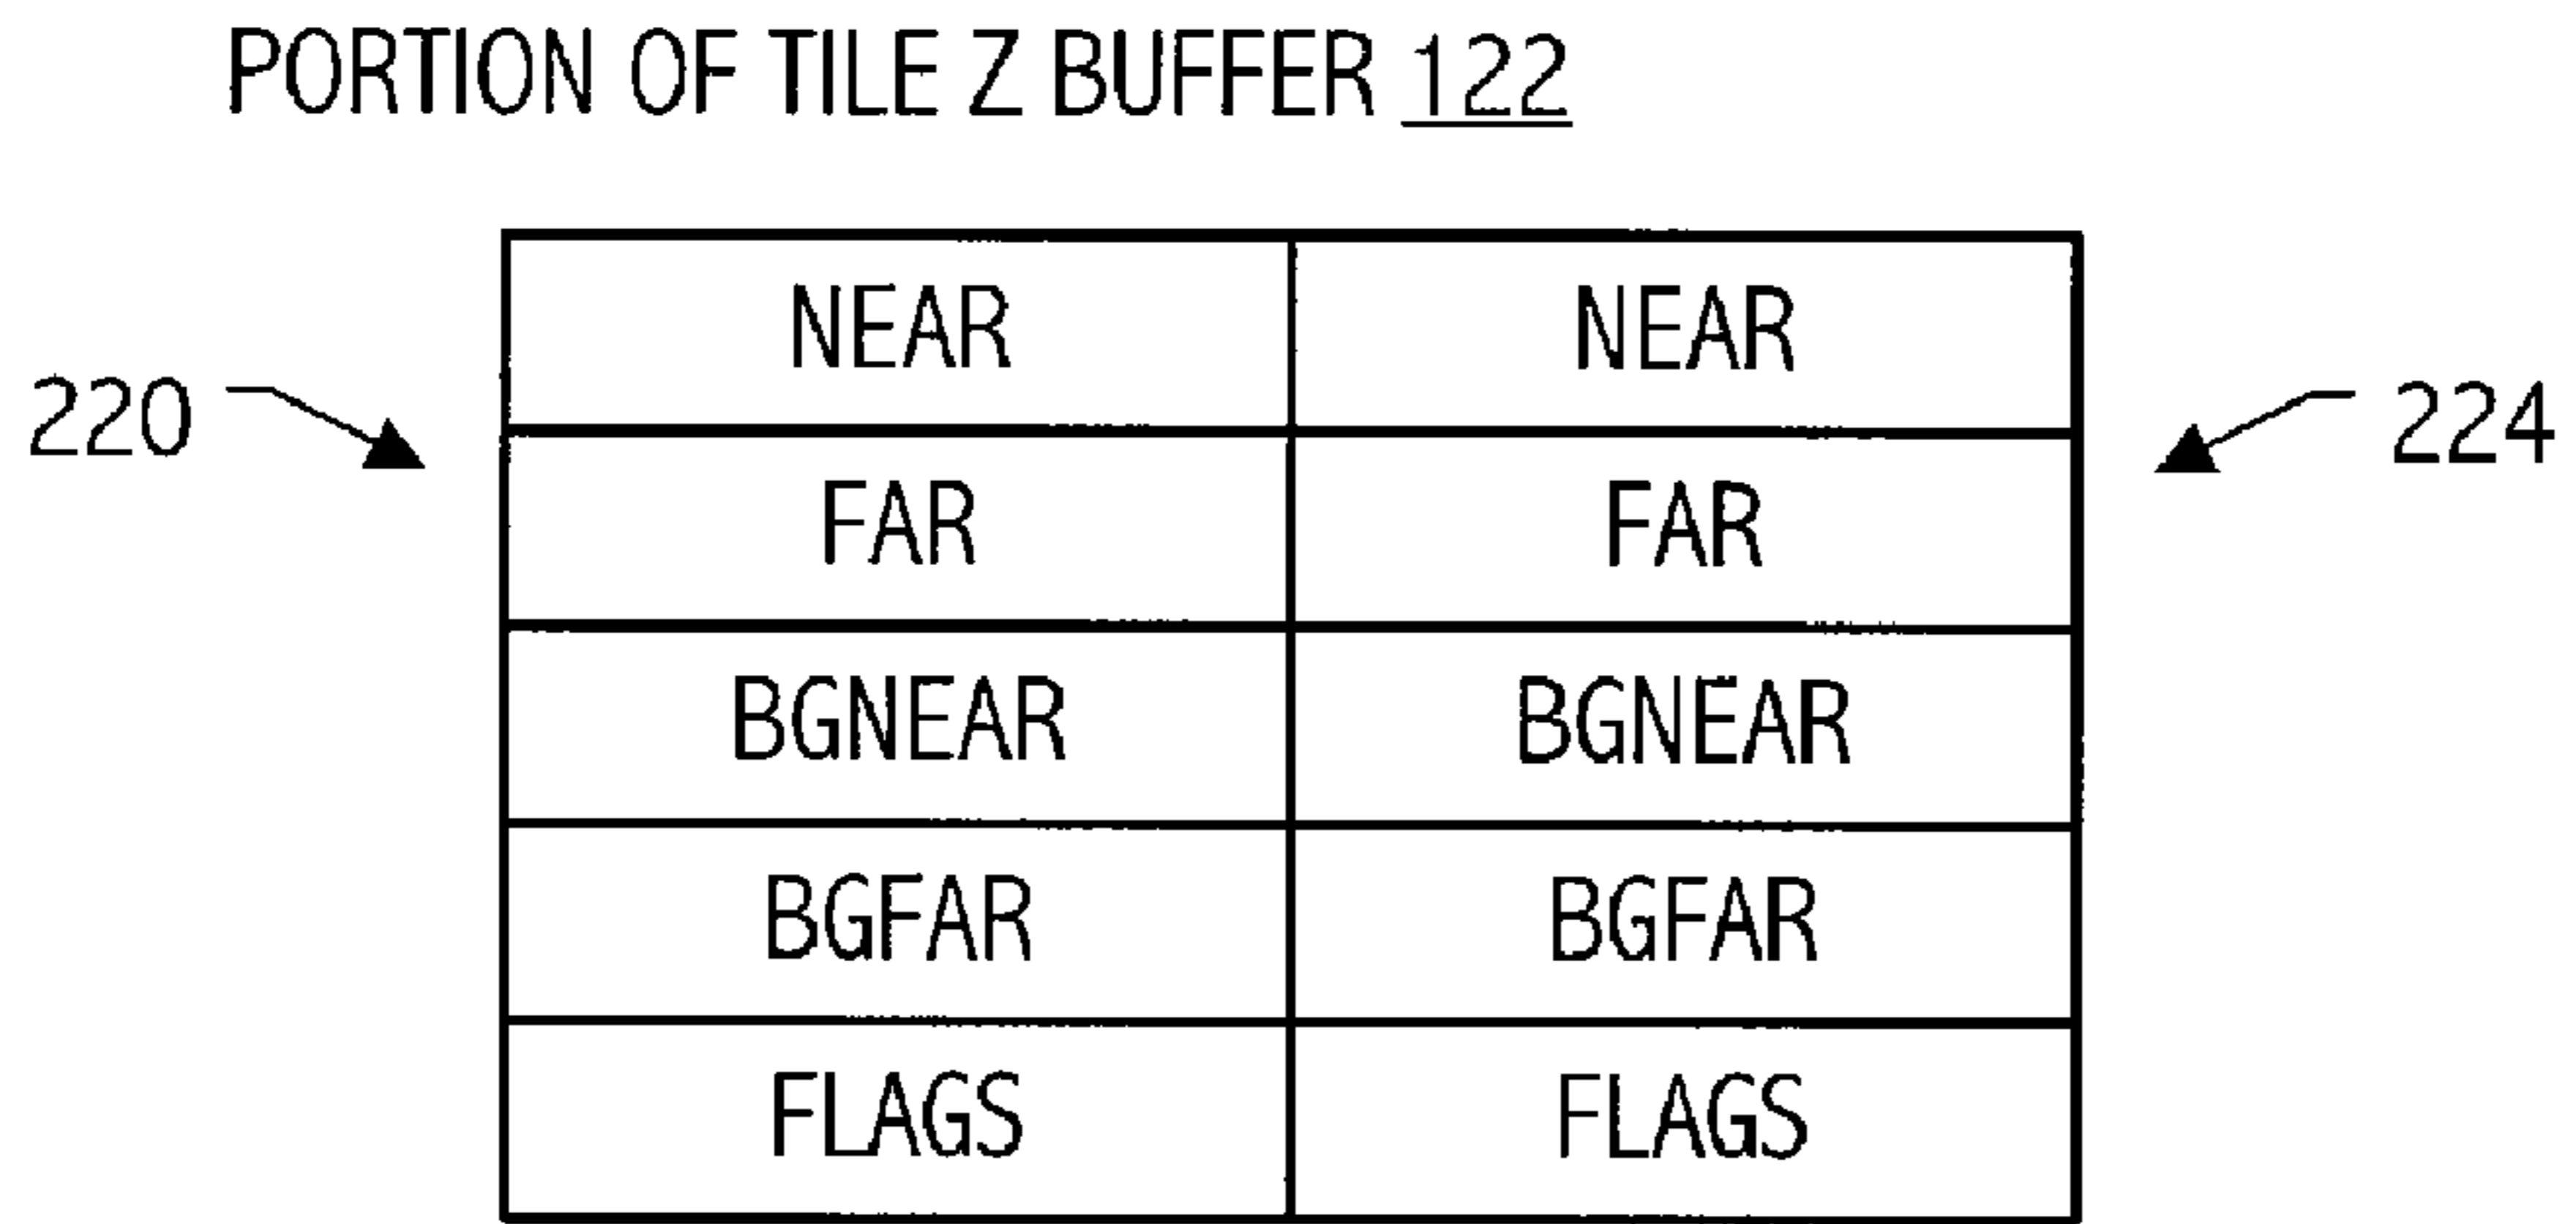 PORTION OF TILE Z BUFFER 122
NEAR NEAR
220 224
FAR FAR
BGNEAR BGNEAR
BGFAR BGFAR
FLAGS FLAGS